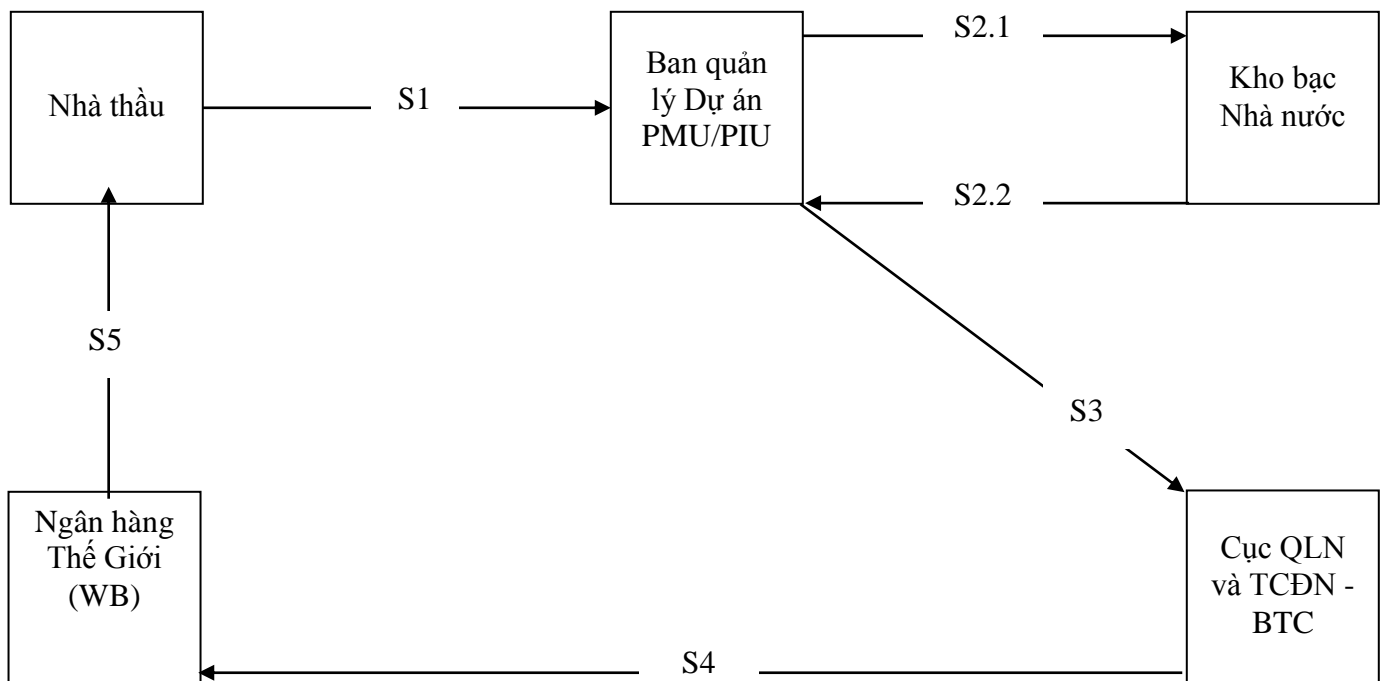 Nhà thầu
S1
Ban quản
lý Dự án
PMU/PIU
S2.1
S2.2
Kho bạc
Nhà nước
S5
S3
Ngân hàng
Thế Giới
(WB)
S4
Cục QLN
và TCĐN -
BTC